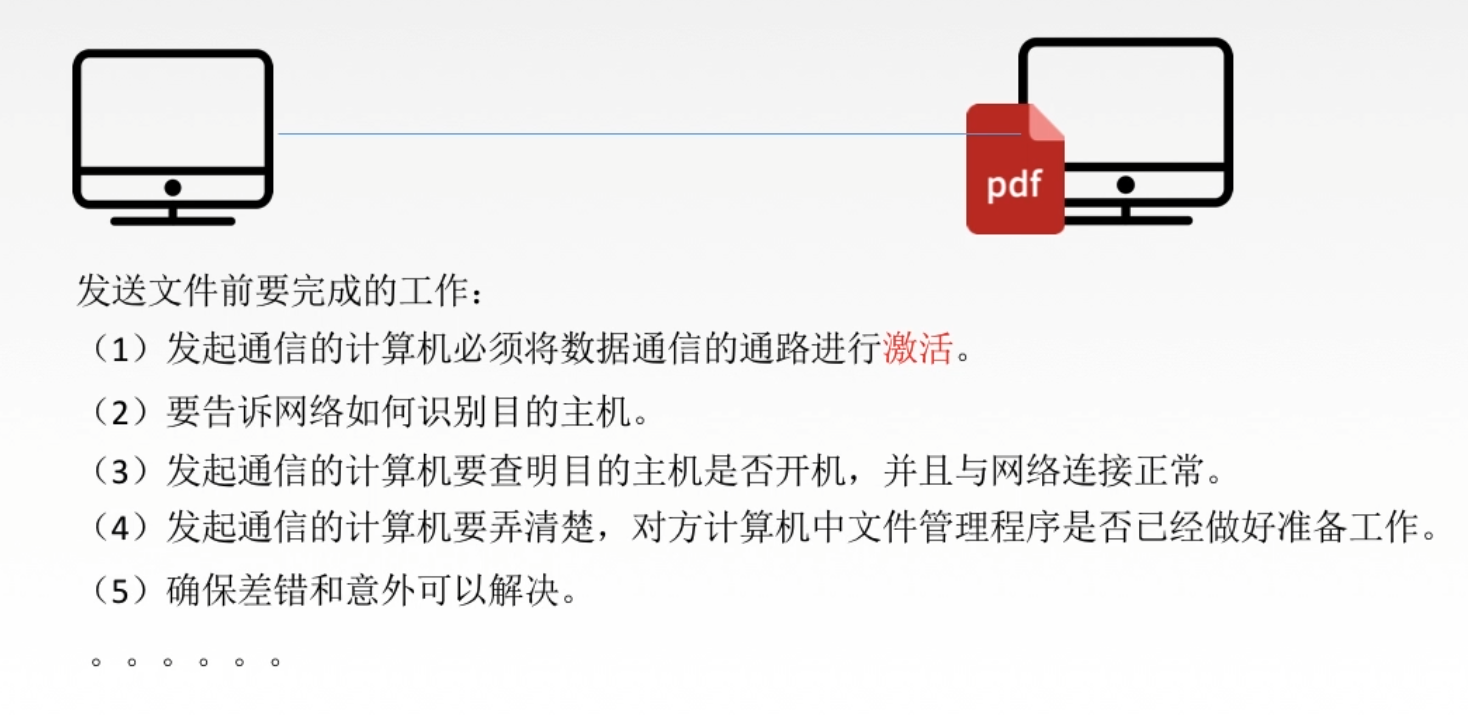 pdf
发送文件前要完成的工作：
（1）发起通信的计算机必须将数据通信的通路进行激活。
（2）要告诉网络如何识别目的主机。
（3）发起通信的计算机要查明目的主机是否开机，并且与网络连接正常。
（4）发起通信的计算机要弄清楚，对方计算机中文件管理程序是否已经做好准备工作。
（5）确保差错和意外可以解决。
。。。。。。